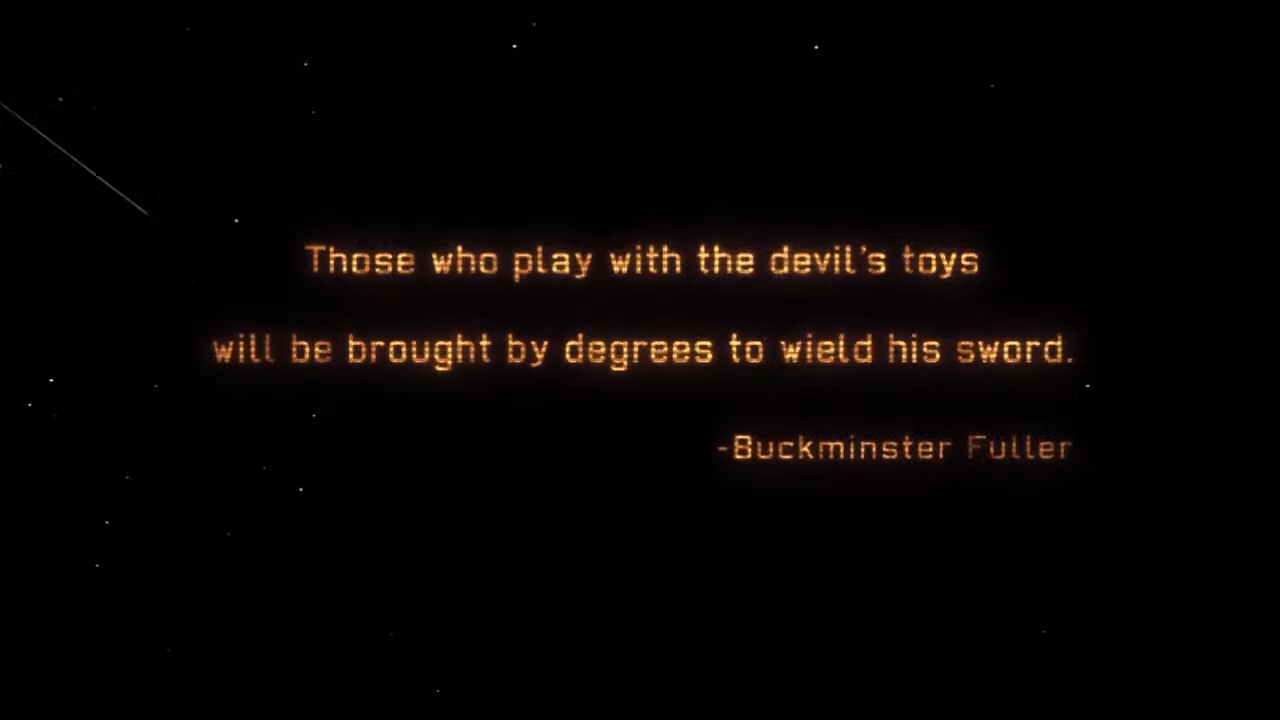 Those who play with the devil's toys
will be brought by degrees to wield his sword.
-Buckminster Fuller